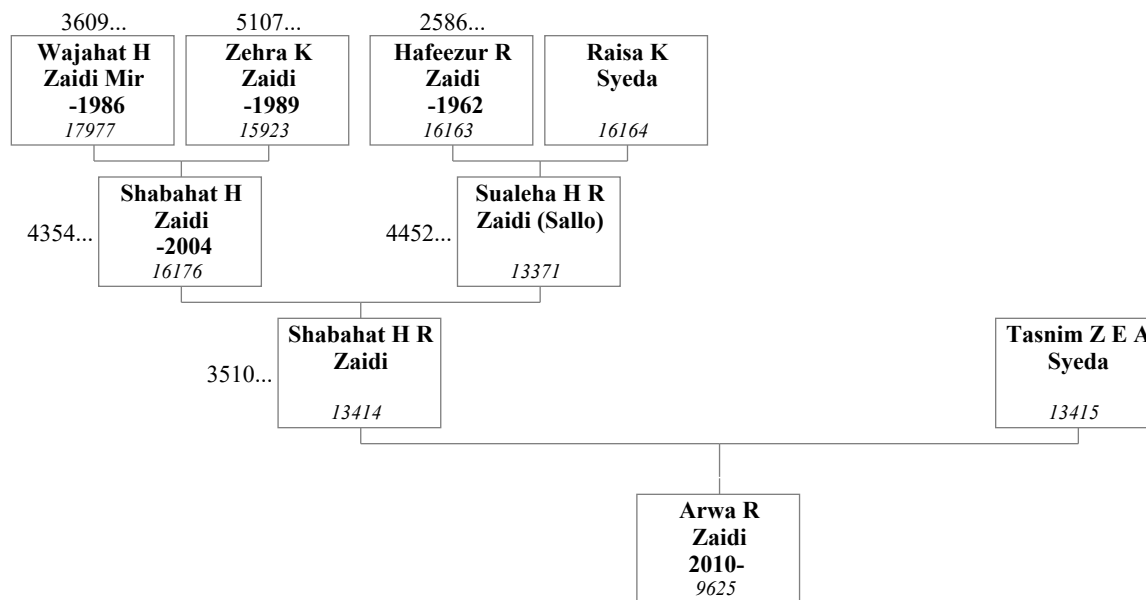 3609...
5107...
2586...
Wajahat H
Zaidi Mir
-1986
17977
Zehra K
Zaidi
-1989
15923
Hafeezur R
Zaidi
-1962
16163
Raisa K
Syeda
16164
4354...
Shabahat H
Zaidi
-2004
16176
4452...
Sualeha H R
Zaidi (Sallo)
13371
3510...
Shabahat H R
Zaidi
13414
Tasnim Z E A
Syeda
13415
Arwa R
Zaidi
2010-
9625